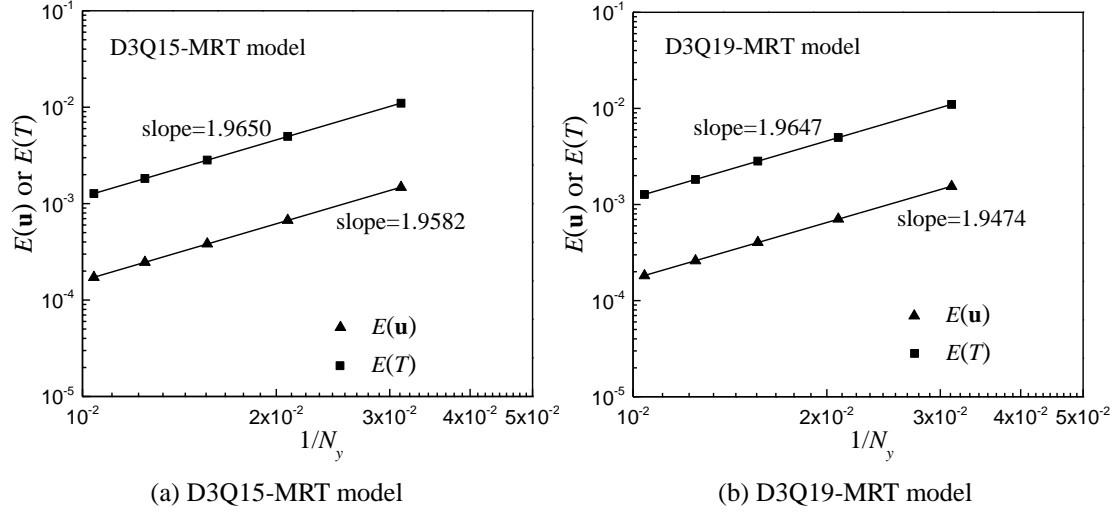 D3Q15-MRT model
10⁻¹
10⁻²
10⁻³
10⁻⁴
10⁻⁵
E(u) or E(T)
slope=1.9650
slope=1.9582
E(u)
E(T)
10⁻² 2x10⁻² 3x10⁻² 4x10⁻² 5x10⁻²
1/Ny
(a) D3Q15-MRT model
D3Q19-MRT model
10⁻¹
10⁻²
10⁻³
10⁻⁴
10⁻⁵
E(u) or E(T)
slope=1.9647
slope=1.9474
E(u)
E(T)
10⁻² 2x10⁻² 3x10⁻² 4x10⁻² 5x10⁻²
1/Ny
(b) D3Q19-MRT model